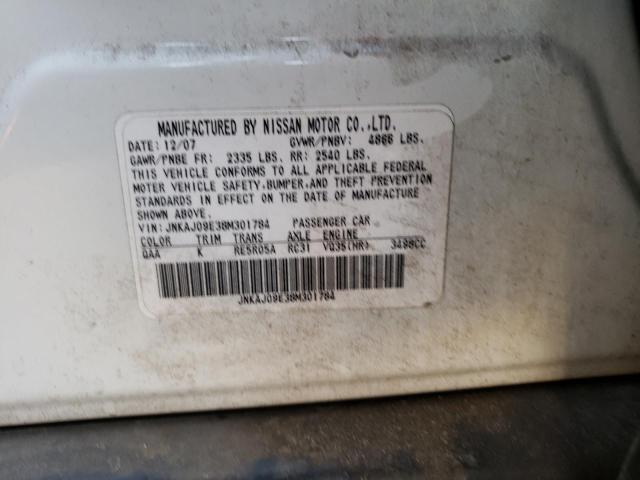 MANUFACTURED BY NISSAN MOTOR CO.,LTD.
DATE: 12/07 GVWR/PNBV: 4866 LBS.
GAWR/PNBE FR: 2335 LBS. RR: 2540 LBS.
THIS VEHICLE CONFORMS TO ALL APPLICABLE FEDERAL
MOTOR VEHICLE SAFETY,BUMPER,AND THEFT PREVENTION
STANDARDS IN EFFECT ON THE DATE OF MANUFACTURE
SHOWN ABOVE.
VIN:JNKAJ09E38M301784 PASSENGER CAR
COLOR TRIM TRANS AXLE ENGINE
QAA K RE5R05A RC31 VQ35(HR) 3498CC
JNKAJ09E38M301784